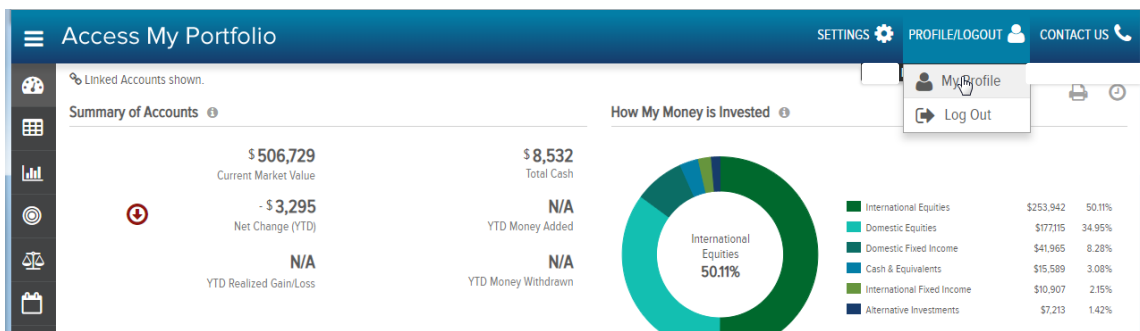 Access My Portfolio
SETTINGS
PROFILE/LOGOUT
CONTACT US
Linked Accounts shown.
My Profile
Log Out
Summary of Accounts
$506,729
Current Market Value
$8,532
Total Cash
- $3,295
Net Change (YTD)
N/A
YTD Money Added
N/A
YTD Realized Gain/Loss
N/A
YTD Money Withdrawn
How My Money is Invested
International
Equities
50.11%
International Equities $253,942 50.11%
Domestic Equities $177,115 34.95%
Domestic Fixed Income $41,965 8.28%
Cash & Equivalents $15,589 3.08%
International Fixed Income $10,907 2.15%
Alternative Investments $7,213 1.42%